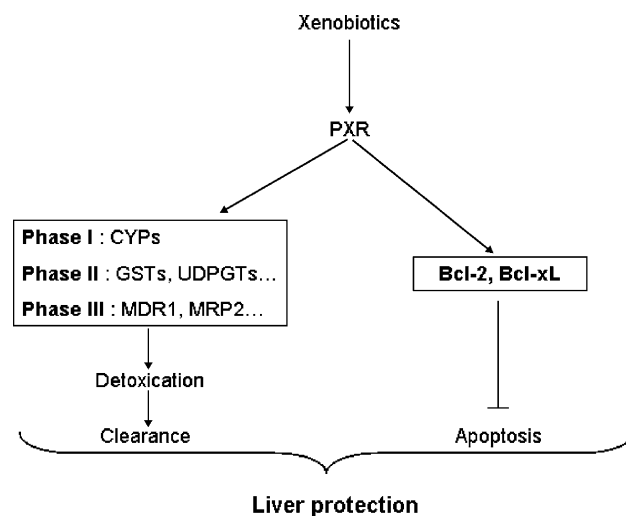 Xenobiotics
PXR
Phase I : CYPs
Phase II : GSTs, UDPGTs...
Phase III : MDR1, MRP2...
Bcl-2, Bcl-xL
Detoxication
Clearance
Apoptosis
Liver protection